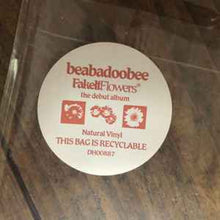 beabadoobee
Fake It Flowers
the debut album
Natural Vinyl
THIS BAG IS RECYCLABLE
DH00887